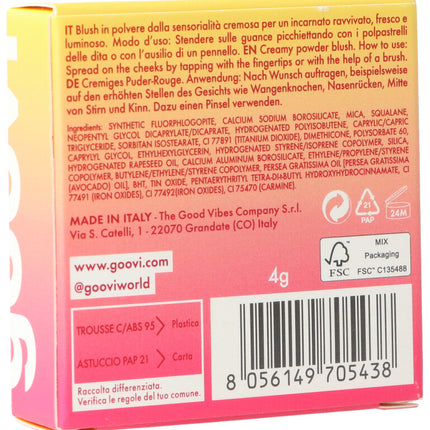 IT Blush in polvere dalla sensorialità cremosa per un incarnato ravvivato, fresco e
luminoso. Modo d'uso: Stendere sulle guance picchiettando con i polpastrelli
delle dita o con l'ausilio di un pennello. EN Creamy powder blush. How to use:
Spread on the cheeks by tapping with the fingertips or with the help of a brush.
DE Cremiges Puder-Rouge. Anwendung: Nach Wunsch auftragen, beispielsweise
auf den erhöhten Stellen des Gesichts wie Wangenknochen, Nasenrücken, Mitte
von Stirn und Kinn. Dazu einen Pinsel verwenden.
Ingredients: SYNTHETIC FLUORPHLOGOPITE, CALCIUM SODIUM BOROSILICATE, MICA, SQUALANE,
NEOPENTYL GLYCOL DICAPRYLATE/DICAPRATE, HYDROGENATED POLYISOBUTENE, CAPRYLIC/CAPRIC
TRIGLYCERIDE, SORBITAN ISOSTEARATE, CI 77891 (TITANIUM DIOXIDE), DIMETHICONE, POLYSORBATE 60,
CAPRYLYL GLYCOL, ETHYLHEXYLGLYCERIN, HYDROGENATED STYRENE/ISOPRENE COPOLYMER, SILICA,
HYDROGENATED RAPESEED OIL, CALCIUM ALUMINUM BOROSILICATE, ETHYLENE/PROPYLENE/STYRENE
COPOLYMER, BUTYLENE/ETHYLENE/STYRENE COPOLYMER, PERSEA GRATISSIMA OIL (PERSEA GRATISSIMA
(AVOCADO) OIL), BHT, TIN OXIDE, PENTAERYTHRITYL TETRA-DI-T-BUTYL HYDROXYHYDROCINNAMATE, CI
77491 (IRON OXIDES), CI 77492(IRON OXIDES), CI 75470 (CARMINE).
MADE IN ITALY - The Good Vibes Company S.r.l.
Via S. Catelli, 1 - 22070 Grandate (CO) Italy
21
PAP
24M
www.goovi.com
@gooviworld
4g
FSC
MIX
Packaging
FSC™ C135488
TROUSSE C/ABS 95 Plastica
ASTUCCIO PAP 21 Carta
Raccolta differenziata.
Verifica le regole del tuo comune.
8 056149 705438